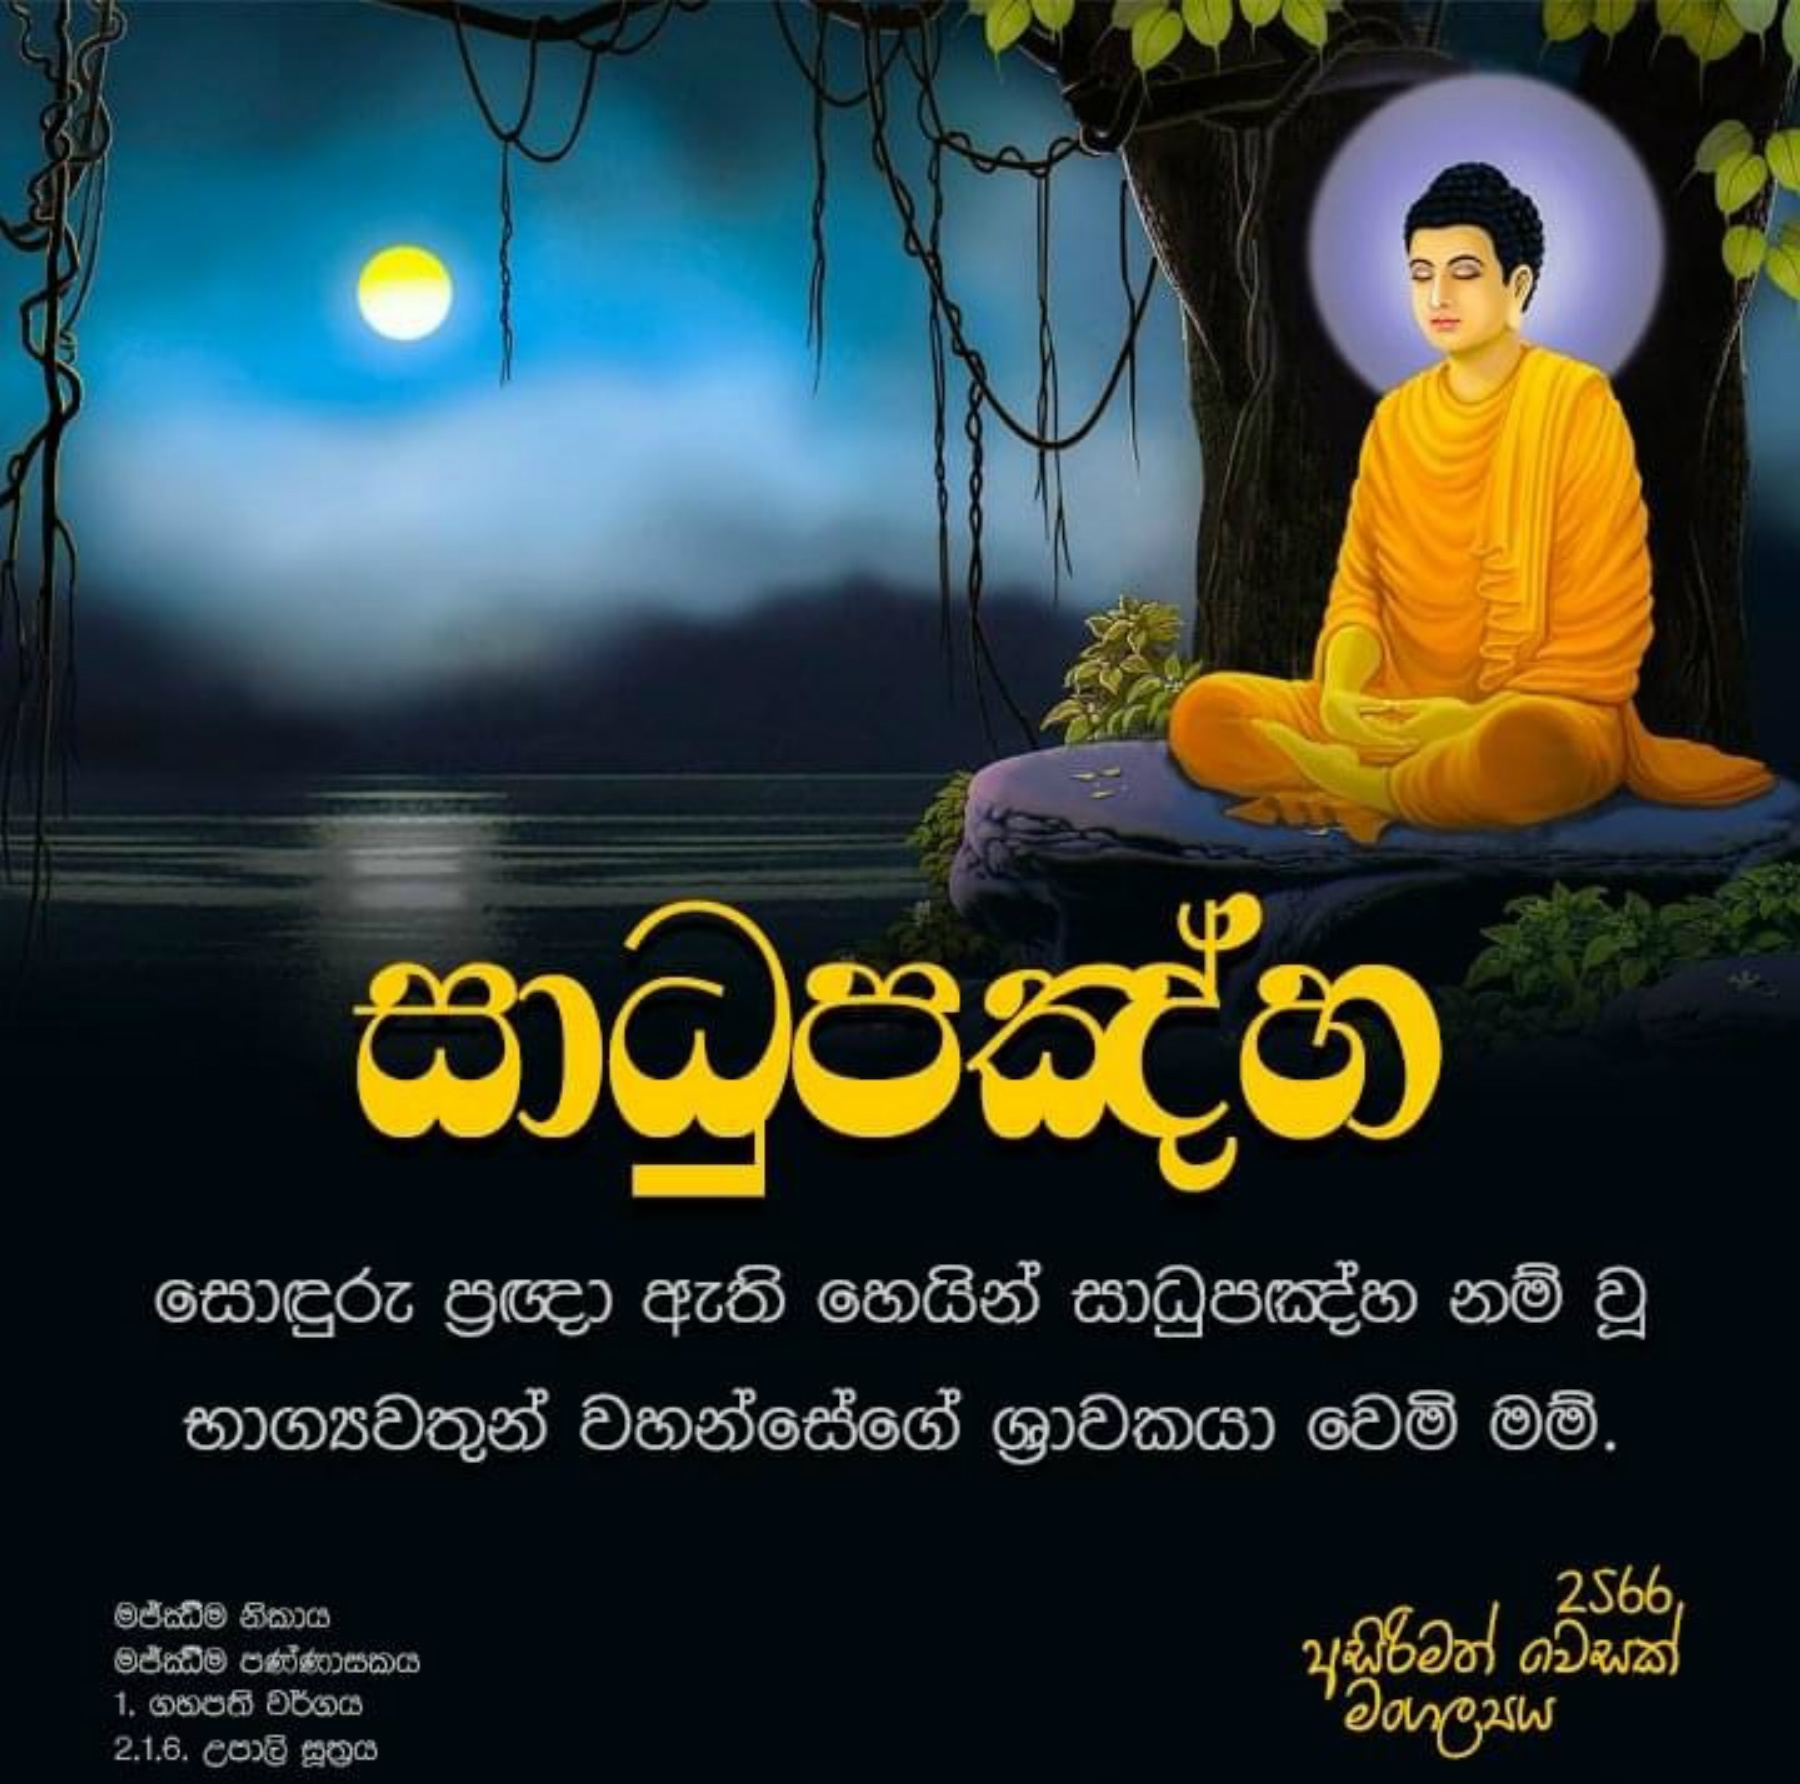 සාධුපඤ්හ
සොඳුරු ප්‍රඥා ඇති හෙයින් සාධුපඤ්හ නම් වූ
භාග්‍යවතුන් වහන්සේගේ ශ්‍රාවකයා වෙමි මම්.
මජ්ඣිම නිකාය
මජ්ඣිම පණ්ණාසකය
1. ගහපති වර්ගය
2.1.6. උපාලි සූත්‍රය
2566
අසිරිමත් වෙසක්
මංගල්‍යය